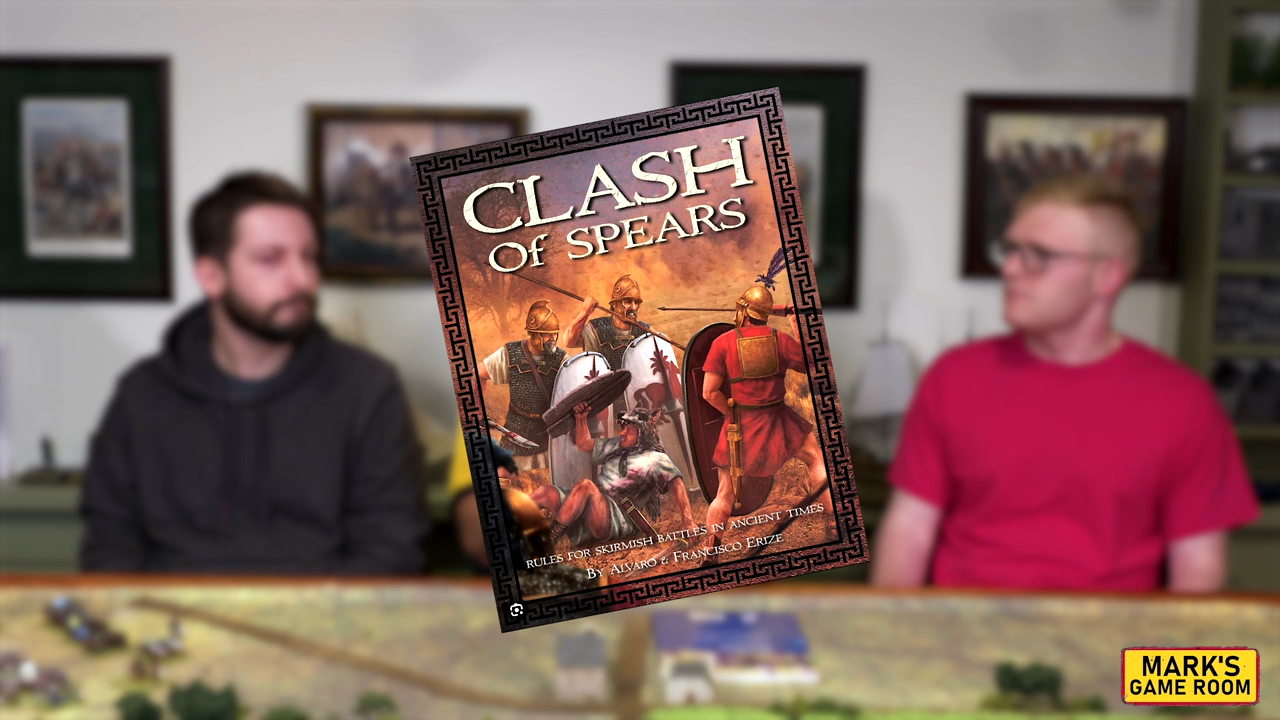 CLASH
Of SPEARS
RULES FOR SKIRMISH BATTLES IN ANCIENT TIMES
By Alvaro & Francisco Erize
MARK'S
GAME ROOM